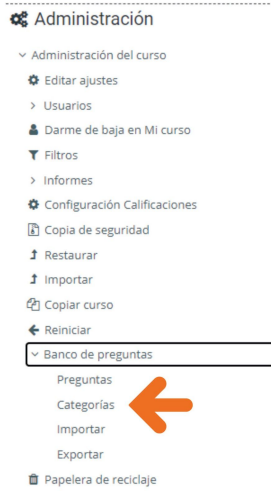 Administración
Administración del curso
Editar ajustes
Usuarios
Darme de baja en Mi curso
Filtros
Informes
Configuración Calificaciones
Copia de seguridad
Restaurar
Importar
Copiar curso
Reiniciar
Banco de preguntas
Preguntas
Categorías
Importar
Exportar
Papelera de reciclaje